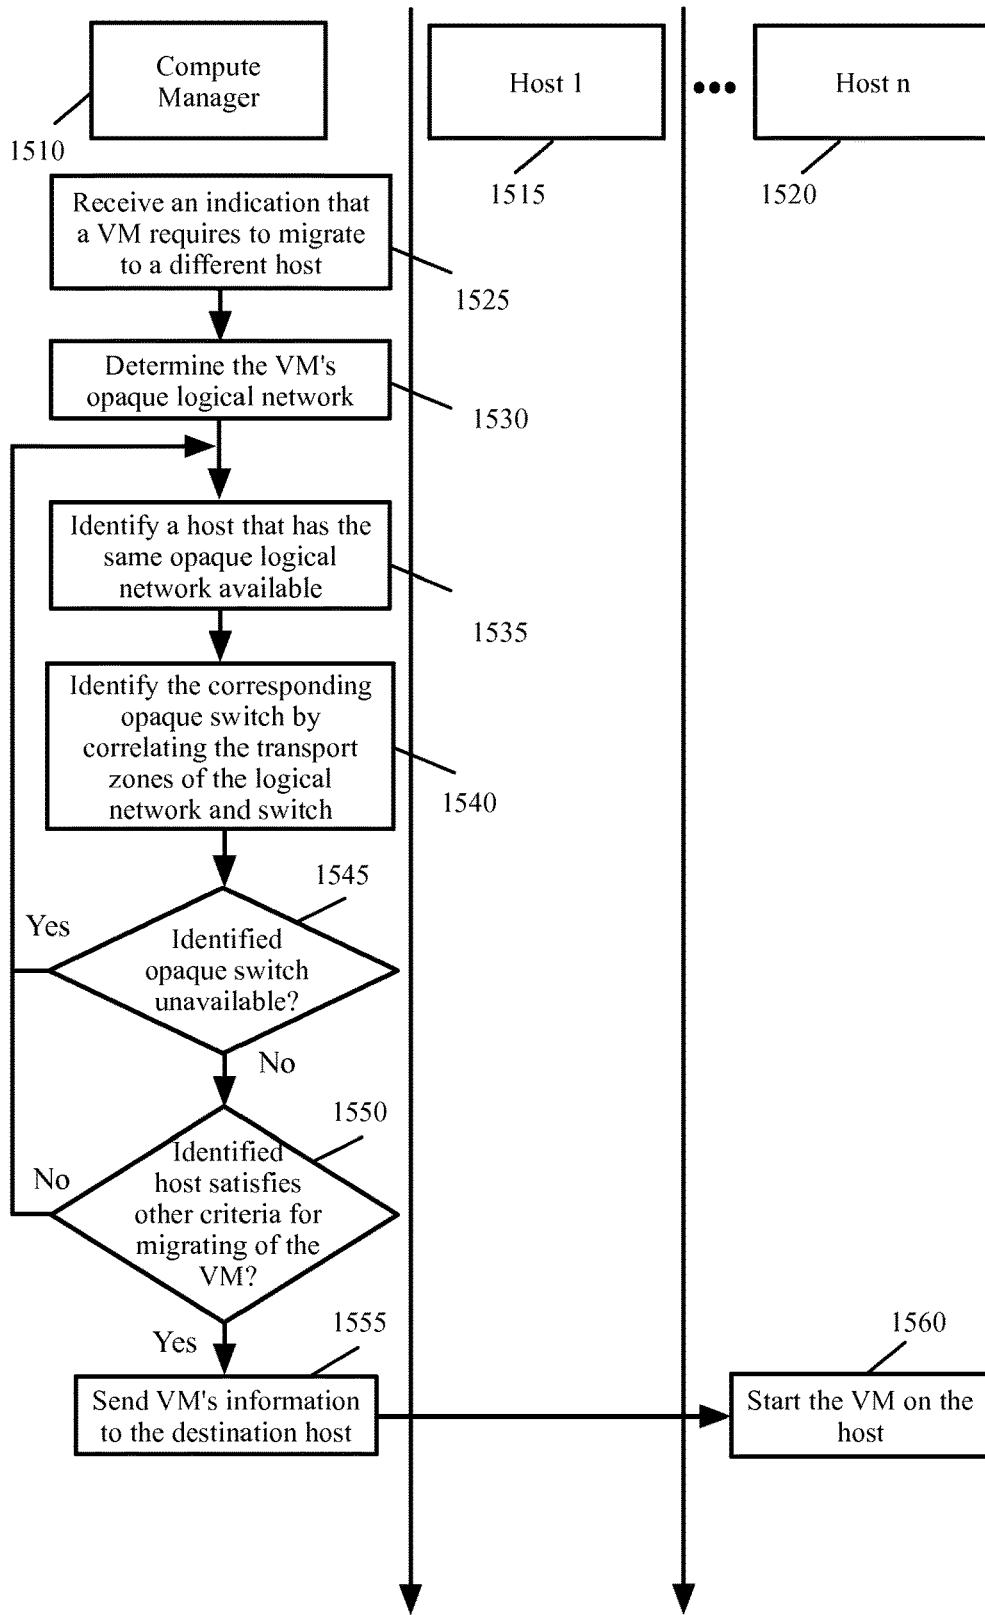 Compute
Manager
1510
Host 1
1515
Host n
1520
Receive an indication that
a VM requires to migrate
to a different host
1525
Determine the VM's
opaque logical network
1530
Identify a host that has the
same opaque logical
network available
1535
Identify the corresponding
opaque switch by
correlating the transport
zones of the logical
network and switch
1540
1545
Yes
Identified
opaque switch
unavailable?
No
1550
No
Identified
host satisfies
other criteria for
migrating of the
VM?
Yes
1555
Send VM's information
to the destination host
1560
Start the VM on the
host